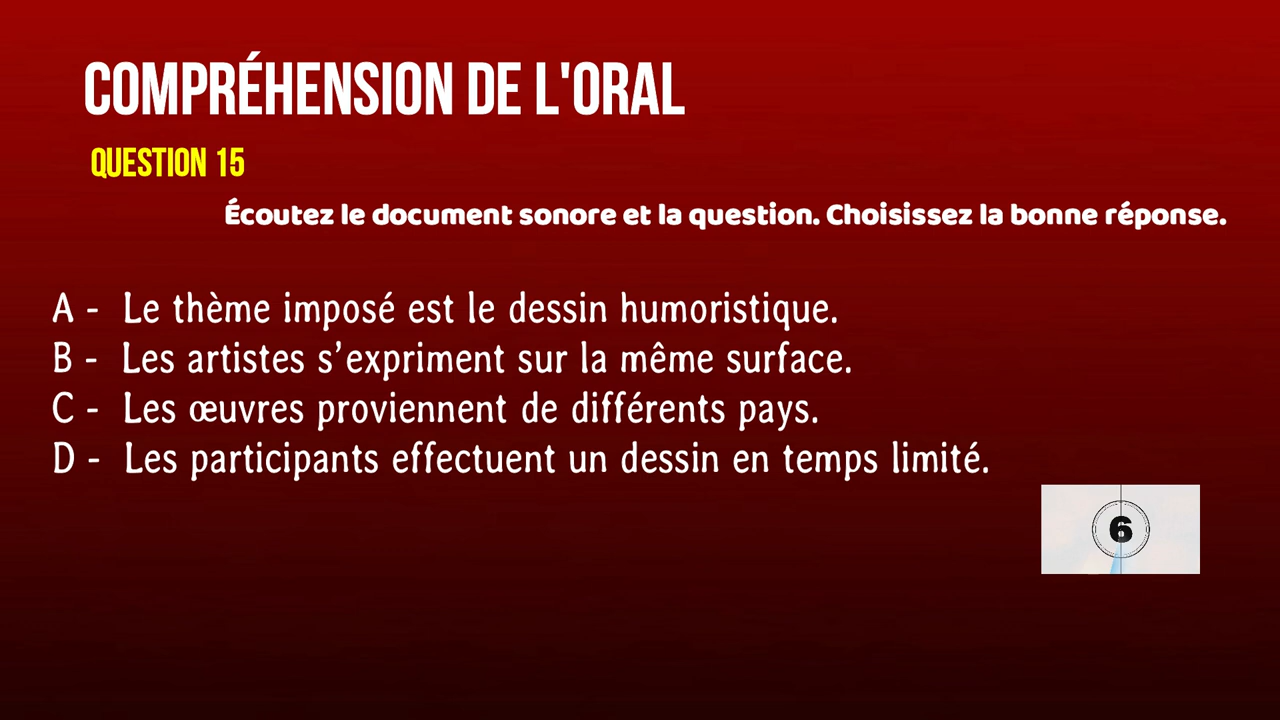 COMPRÉHENSION DE L'ORAL
QUESTION 15
Écoutez le document sonore et la question. Choisissez la bonne réponse.
A - Le thème imposé est le dessin humoristique.
B - Les artistes s’expriment sur la même surface.
C - Les œuvres proviennent de différents pays.
D - Les participants effectuent un dessin en temps limité.
6